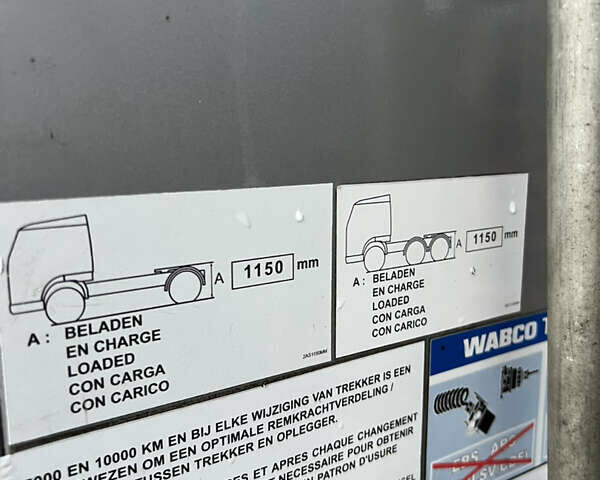 A 1150 mm
A : BELADEN
EN CHARGE
LOADED
CON CARGA
CON CARICO
A 1150 mm
A : BELADEN
EN CHARGE
LOADED
CON CARGA
CON CARICO
WABCO
000 EN 10000 KM EN BIJ ELKE WIJZIGING VAN TREKKER IS EEN
WEZEN OM EEN OPTIMALE REMKRACHTVERDELING /
TUSSEN TREKKER EN OPLEGGER.
ES ET APRES CHAQUE CHANGEMENT
NECESSAIRE POUR OBTENIR
N PATRON D'USURE
EBS